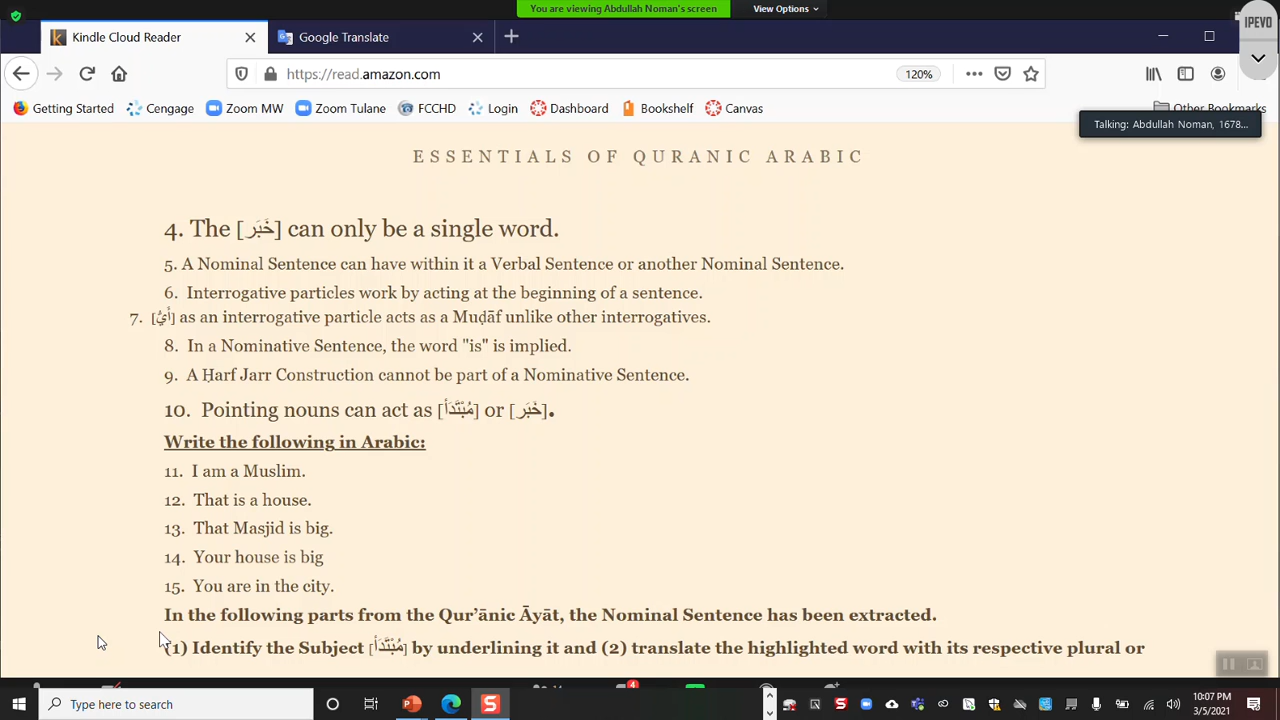 You are viewing Abdullah Noman's screen View Options
IPEVO
Kindle Cloud Reader Google Translate
https://read.amazon.com 120%
Getting Started Cengage Zoom MW Zoom Tulane FCCHD Login Dashboard Bookshelf Canvas Other Bookmarks
Talking: Abdullah Noman, 1678...
ESSENTIALS OF QURANIC ARABIC
4. The [خَبَر] can only be a single word.
5. A Nominal Sentence can have within it a Verbal Sentence or another Nominal Sentence.
6. Interrogative particles work by acting at the beginning of a sentence.
7. [أَيُّ] as an interrogative particle acts as a Muḍāf unlike other interrogatives.
8. In a Nominative Sentence, the word "is" is implied.
9. A Ḥarf Jarr Construction cannot be part of a Nominative Sentence.
10. Pointing nouns can act as [مُبْتَدَأ] or [خَبَر].
Write the following in Arabic:
11. I am a Muslim.
12. That is a house.
13. That Masjid is big.
14. Your house is big
15. You are in the city.
In the following parts from the Qur'ānic Āyāt, the Nominal Sentence has been extracted.
(1) Identify the Subject [مُبْتَدَأ] by underlining it and (2) translate the highlighted word with its respective plural or
Type here to search
4
10:07 PM
3/5/2021